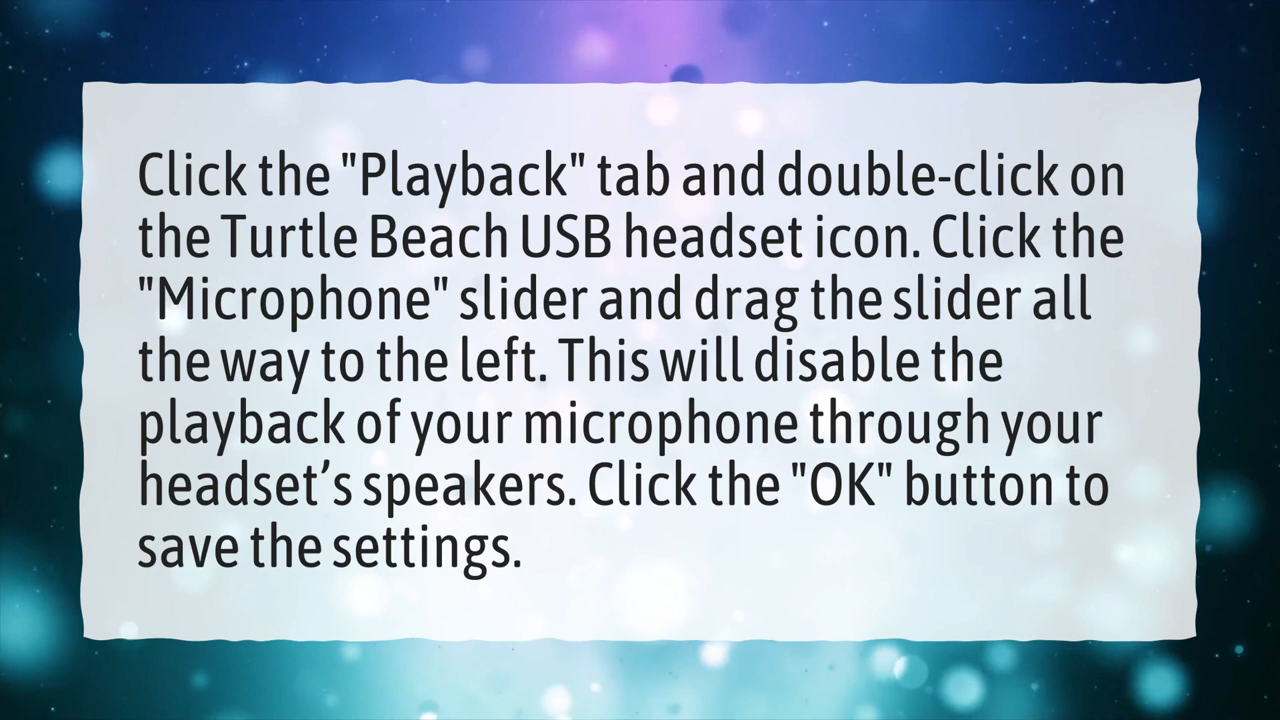 Click the "Playback" tab and double-click on
the Turtle Beach USB headset icon. Click the
"Microphone" slider and drag the slider all
the way to the left. This will disable the
playback of your microphone through your
headset’s speakers. Click the "OK" button to
save the settings.